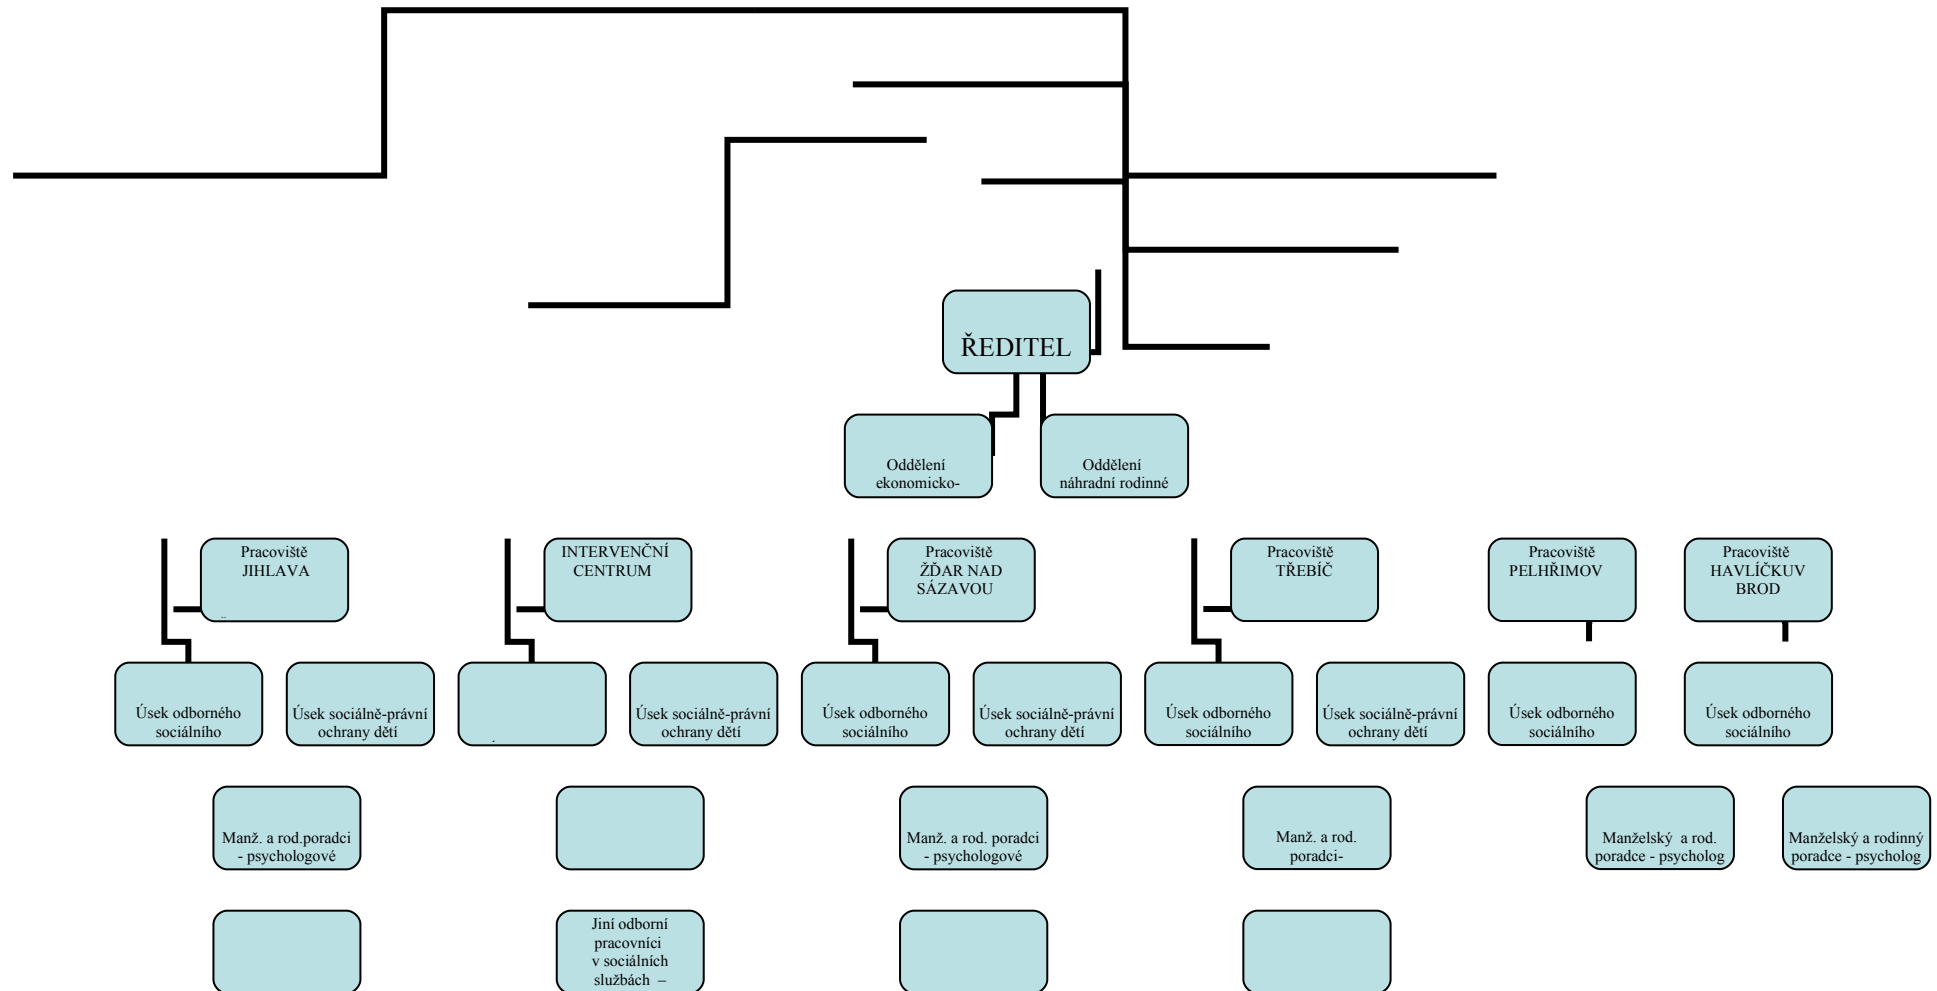 ŘEDITEL
Oddělení
ekonomicko-
Oddělení
náhradní rodinné
Pracoviště
JIHLAVA
INTERVENČNÍ
CENTRUM
Pracoviště
ŽĎAR NAD
SÁZAVOU
Pracoviště
TŘEBÍČ
Pracoviště
PELHŘIMOV
Pracoviště
HAVLÍČKUV
BROD
Úsek odborného
sociálního
Úsek sociálně-právní
ochrany dětí
Úsek sociálně-právní
ochrany dětí
Úsek odborného
sociálního
Úsek sociálně-právní
ochrany dětí
Úsek odborného
sociálního
Úsek sociálně-právní
ochrany dětí
Úsek odborného
sociálního
Úsek odborného
sociálního
Manž. a rod.poradci
- psychologové
Manž. a rod. poradci
- psychologové
Manž. a rod.
poradci-
Manželský a rod.
poradce - psycholog
Manželský a rodinný
poradce - psycholog
Jiní odborní
pracovníci
v sociálních
službách –